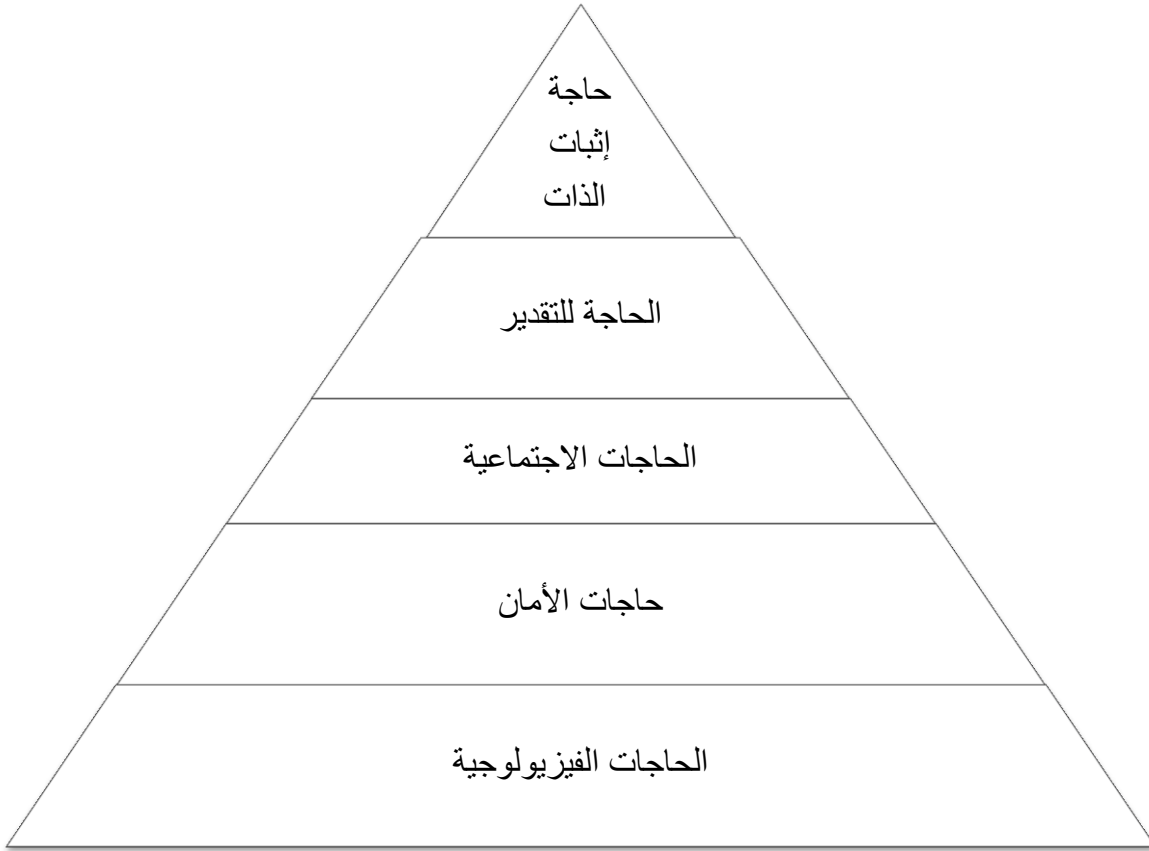 حاجة
إثبات
الذات
الحاجة للتقدير
الحاجات الاجتماعية
حاجات الأمان
الحاجات الفيزيولوجية